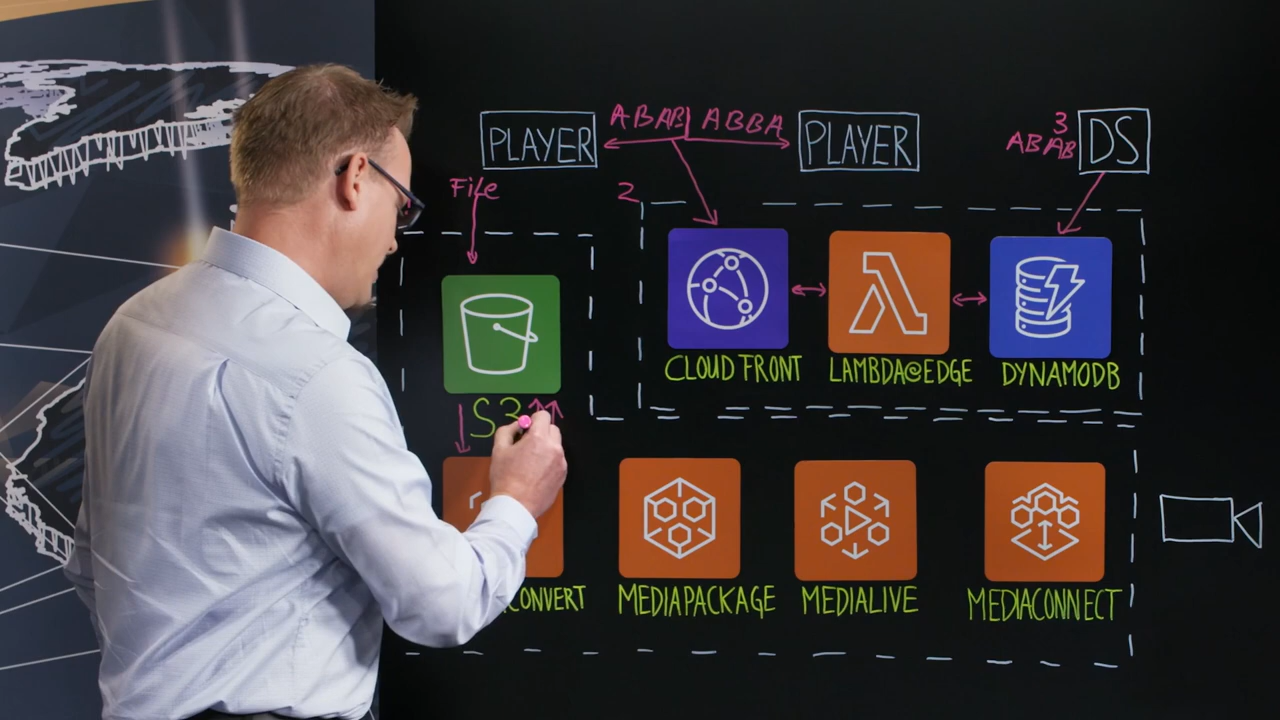 PLAYER
ABAB| ABBA
PLAYER
3
ABAB
DS
File
2
CLOUD FRONT
LAMBDA@EDGE
DYNAMODB
S3
CONVERT
MEDIAPACKAGE
MEDIALIVE
MEDIACONNECT